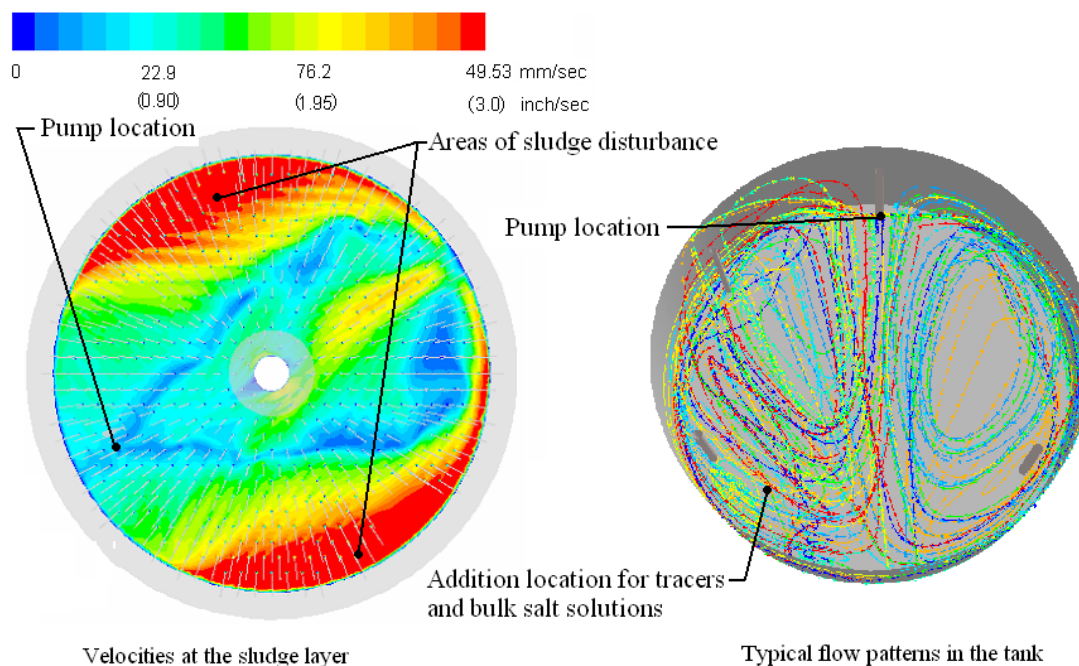 0 22.9 76.2 49.53 mm/sec
(0.90) (1.95) (3.0) inch/sec
Pump location
Areas of sludge disturbance
Pump location
Addition location for tracers
and bulk salt solutions
Velocities at the sludge layer
Typical flow patterns in the tank